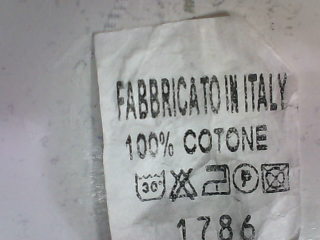 FABBRICATO IN ITALY
100% COTONE
30° P
1786